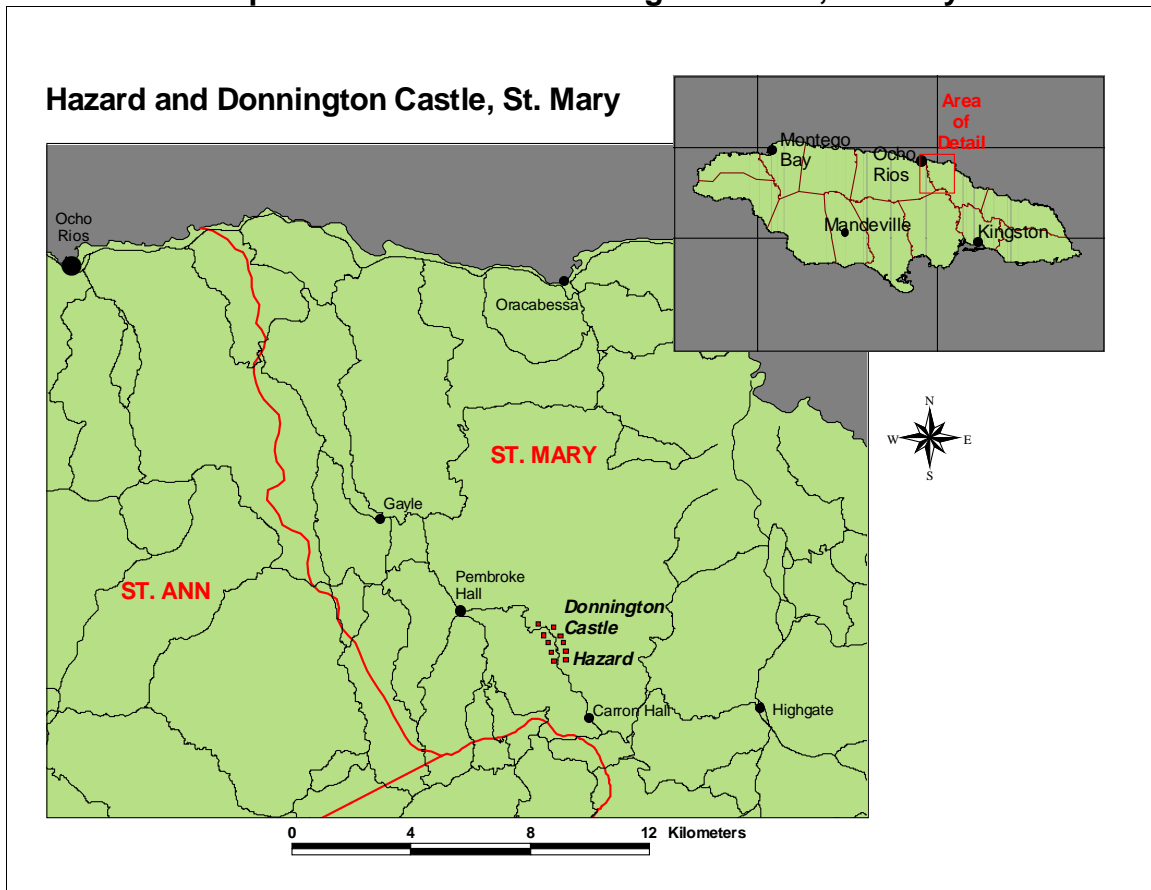 Hazard and Donnington Castle, St. Mary
Area
of
Detail
Montego
Bay
Ocho
Rios
Mandeville
Kingston
Ocho
Rios
Oracabessa
N
W
E
S
ST. MARY
Gayle
ST. ANN
Pembroke
Hall
Donnington
Castle
Hazard
Carron Hall
Highgate
0 4 8 12 Kilometers